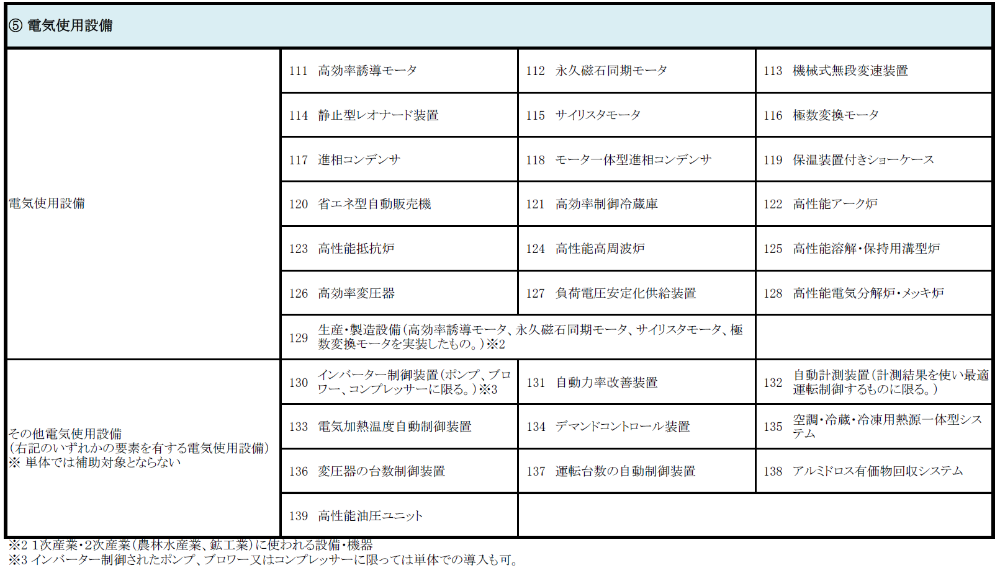 ⑤ 電気使用設備
電気使用設備
111 高効率誘導モータ
112 永久磁石同期モータ
113 機械式無段変速装置
114 静止型レオナード装置
115 サイリスタモータ
116 極数変換モータ
117 進相コンデンサ
118 モーター体型進相コンデンサ
119 保温装置付きショーケース
120 省エネ型自動販売機
121 高効率制御冷蔵庫
122 高性能アーク炉
123 高性能抵抗炉
124 高性能高周波炉
125 高性能溶解・保持用溝型炉
126 高効率変圧器
127 負荷電圧安定化供給装置
128 高性能電気分解炉・メッキ炉
129 生産・製造設備（高効率誘導モータ、永久磁石同期モータ、サイリスタモータ、極
数変換モータを実装したもの。）※2
その他電気使用設備
（右記のいずれかの要素を有する電気使用設備）
※ 単体では補助対象とならない
130 インバーター制御装置（ポンプ、ブロ
ワー、コンプレッサーに限る。）※3
131 自動力率改善装置
132 自動計測装置（計測結果を使い最適
運転制御するものに限る。）
133 電気加熱温度自動制御装置
134 デマンドコントロール装置
135 空調・冷蔵・冷凍用熱源一体型シス
テム
136 変圧器の台数制御装置
137 運転台数の自動制御装置
138 アルミドロス有価物回収システム
139 高性能油圧ユニット
※2 1次産業・2次産業（農林水産業、鉱工業）に使われる設備・機器
※3 インバーター制御されたポンプ、ブロワー又はコンプレッサーに限っては単体での導入も可。